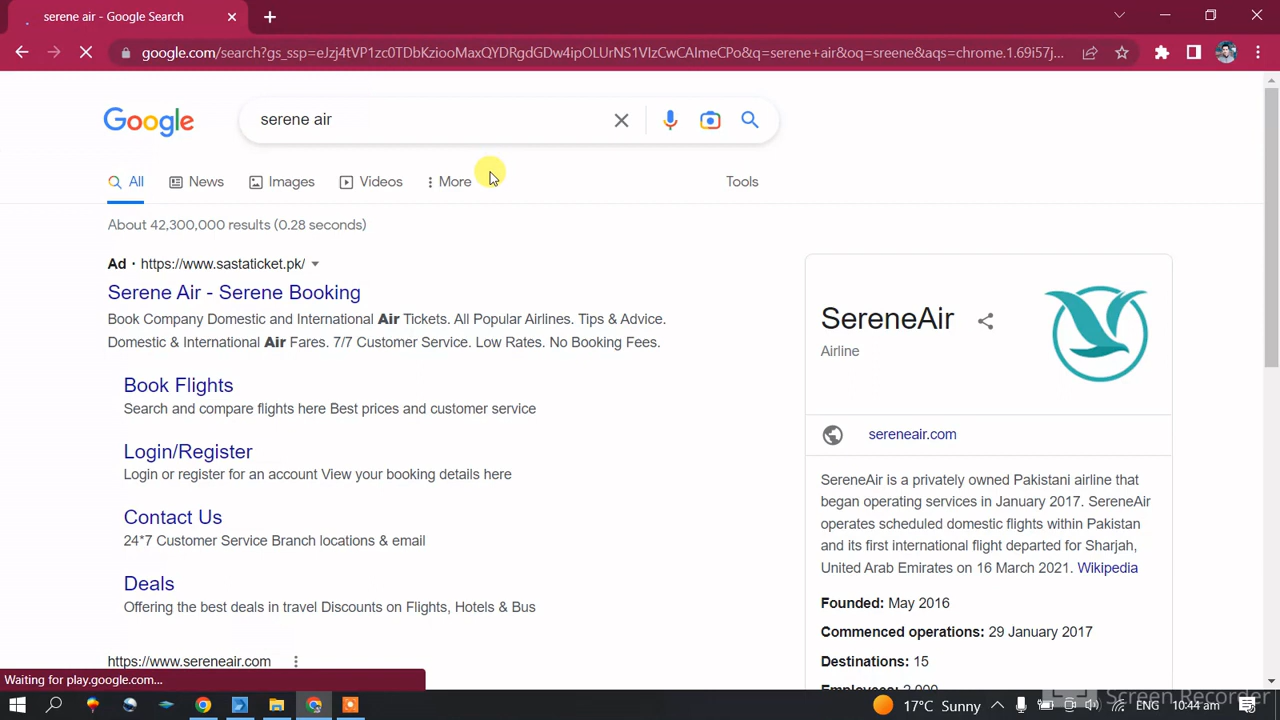 serene air - Google Search
google.com/search?gs_ssp=eJzj4tVP1zc0TDbKziooMaxQYDRgdGDw4ipOLUrNS1VIzCwCAImeCPo&q=serene+air&oq=sreene&aqs=chrome.1.69i57j...
Google
serene air
All
News
Images
Videos
More
Tools
About 42,300,000 results (0.28 seconds)
Ad · https://www.sastaticket.pk/
Serene Air - Serene Booking
Book Company Domestic and International Air Tickets. All Popular Airlines. Tips & Advice.
Domestic & International Air Fares. 7/7 Customer Service. Low Rates. No Booking Fees.
Book Flights
Search and compare flights here Best prices and customer service
Login/Register
Login or register for an account View your booking details here
Contact Us
24*7 Customer Service Branch locations & email
Deals
Offering the best deals in travel Discounts on Flights, Hotels & Bus
https://www.sereneair.com
SereneAir
Airline
sereneair.com
SereneAir is a privately owned Pakistani airline that
began operating services in January 2017. SereneAir
operates scheduled domestic flights within Pakistan
and its first international flight departed for Sharjah,
United Arab Emirates on 16 March 2021. Wikipedia
Founded: May 2016
Commenced operations: 29 January 2017
Destinations: 15
Employees: 2,000
Waiting for play.google.com...
Screen Recorder
17°C Sunny
ENG
10:44 am